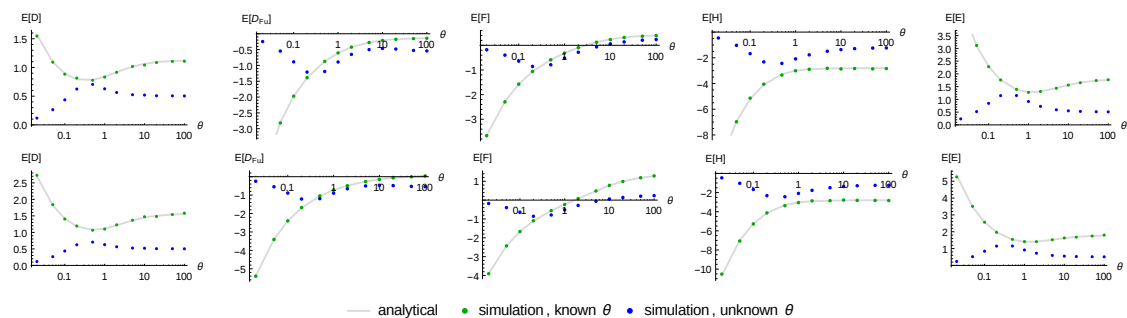 E[D]
1.5
1.0
0.5
0.0
0.1 1 10 100 θ
E[D_Fu]
0.1 1 10 100 θ
-0.5
-1.0
-1.5
-2.0
-2.5
-3.0
E[F]
0.1 1 10 100 θ
-1
-2
-3
E[H]
0.1 1 10 100 θ
-2
-4
-6
-8
E[E]
3.5
3.0
2.5
2.0
1.5
1.0
0.5
0.0
0.1 1 10 100 θ
E[D]
2.5
2.0
1.5
1.0
0.5
0.0
0.1 1 10 100 θ
E[D_Fu]
0.1 1 10 100 θ
-1
-2
-3
-4
-5
E[F]
1
0.1 1 10 100 θ
-1
-2
-3
-4
E[H]
0.1 1 10 100 θ
-2
-4
-6
-8
-10
E[E]
5
4
3
2
1
0.1 1 10 100 θ
analytical simulation, known θ simulation, unknown θ